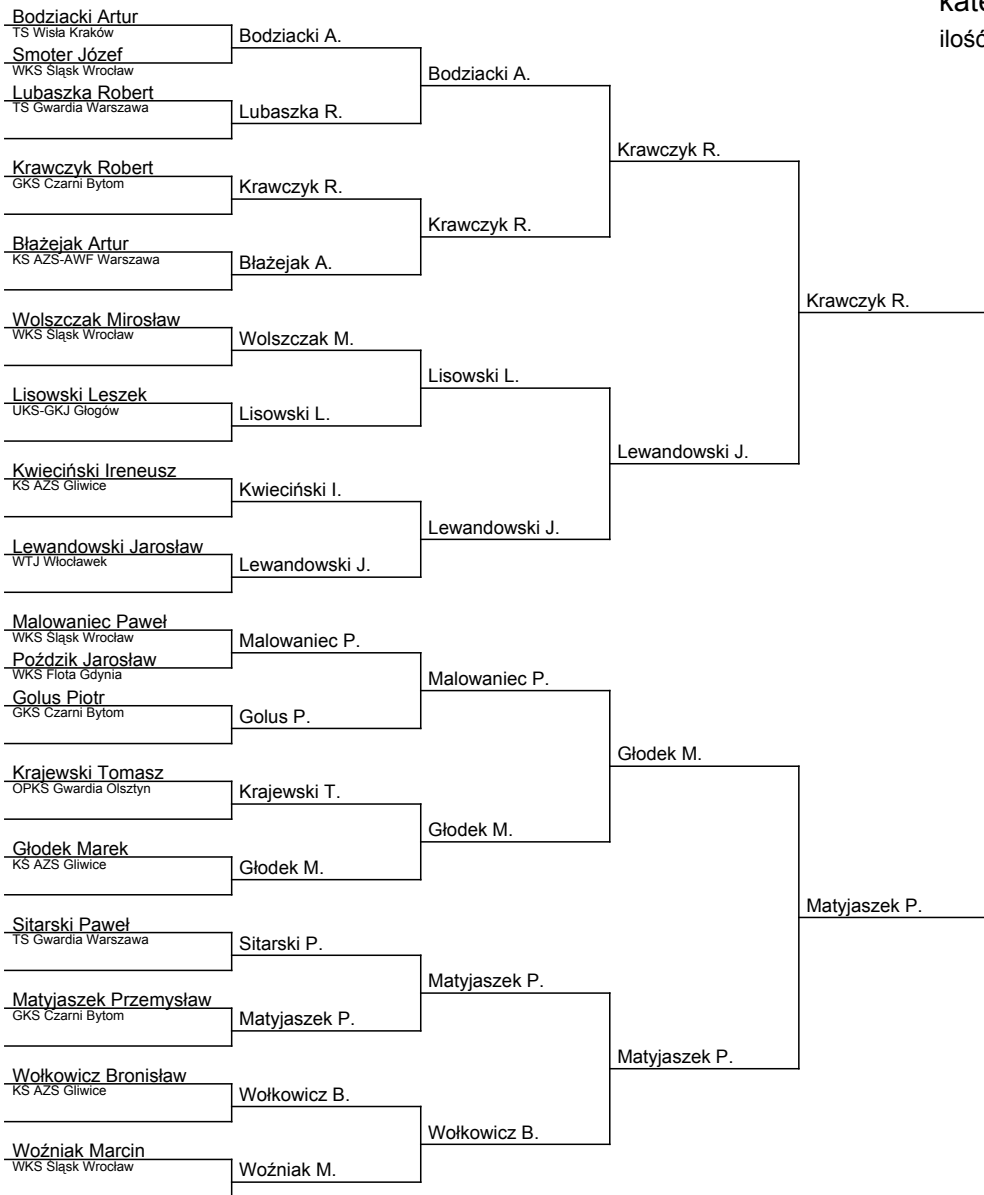 kate
ilość
Bodziacki Artur
TS Wisła Kraków
Smoter Józef
WKS Śląsk Wrocław
Lubaszka Robert
TS Gwardia Warszawa
Krawczyk Robert
GKS Czarni Bytom
Błażejak Artur
KS AZS-AWF Warszawa
Wolszczak Mirosław
WKS Śląsk Wrocław
Lisowski Leszek
UKS-GKJ Głogów
Kwieciński Ireneusz
KS AZS Gliwice
Lewandowski Jarosław
WTJ Włocławek
Malowaniec Paweł
WKS Śląsk Wrocław
Poździk Jarosław
WKS Flota Gdynia
Golus Piotr
GKS Czarni Bytom
Krajewski Tomasz
OPKS Gwardia Olsztyn
Głodek Marek
KS AZS Gliwice
Sitarski Paweł
TS Gwardia Warszawa
Matyjaszek Przemysław
GKS Czarni Bytom
Wołkowicz Bronisław
KS AZS Gliwice
Woźniak Marcin
WKS Śląsk Wrocław
Bodziacki A.
Lubaszka R.
Krawczyk R.
Błażejak A.
Wolszczak M.
Lisowski L.
Kwieciński I.
Lewandowski J.
Malowaniec P.
Golus P.
Krajewski T.
Głodek M.
Sitarski P.
Matyjaszek P.
Wołkowicz B.
Woźniak M.
Bodziacki A.
Krawczyk R.
Lisowski L.
Lewandowski J.
Malowaniec P.
Głodek M.
Matyjaszek P.
Wołkowicz B.
Krawczyk R.
Lewandowski J.
Głodek M.
Matyjaszek P.
Krawczyk R.
Matyjaszek P.